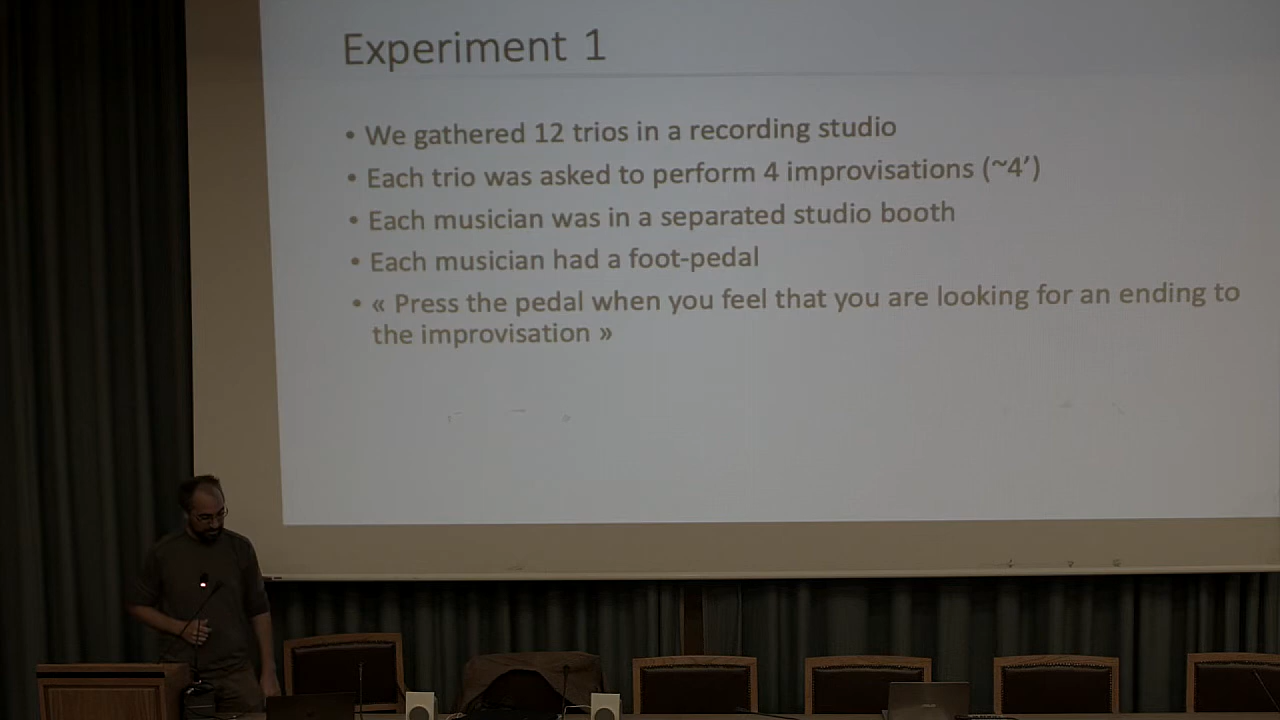 Experiment 1
• We gathered 12 trios in a recording studio
• Each trio was asked to perform 4 improvisations (~4’)
• Each musician was in a separated studio booth
• Each musician had a foot-pedal
• « Press the pedal when you feel that you are looking for an ending to
the improvisation »